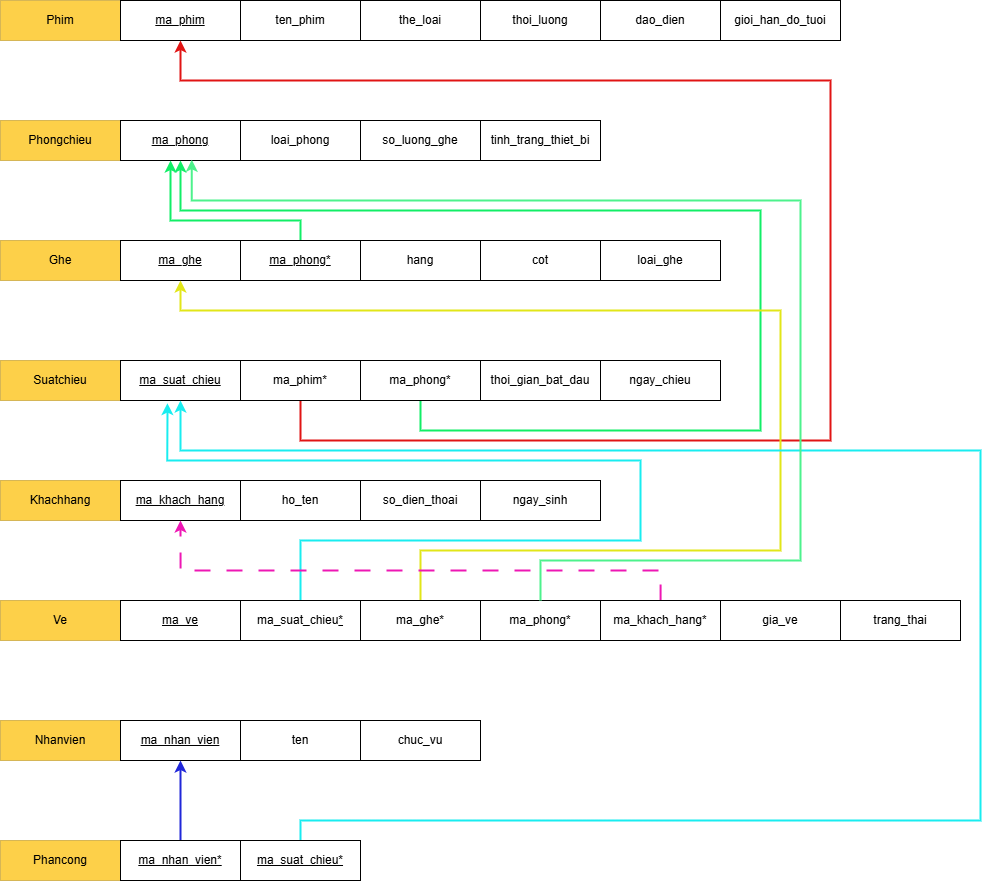 Phim ma_phim ten_phim the_loai thoi_luong dao_dien gioi_han_do_tuoi
Phongchieu ma_phong loai_phong so_luong_ghe tinh_trang_thiet_bi
Ghe ma_ghe ma_phong* hang cot loai_ghe
Suatchieu ma_suat_chieu ma_phim* ma_phong* thoi_gian_bat_dau ngay_chieu
Khachhang ma_khach_hang ho_ten so_dien_thoai ngay_sinh
Ve ma_ve ma_suat_chieu* ma_ghe* ma_phong* ma_khach_hang* gia_ve trang_thai
Nhanvien ma_nhan_vien ten chuc_vu
Phancong ma_nhan_vien* ma_suat_chieu*